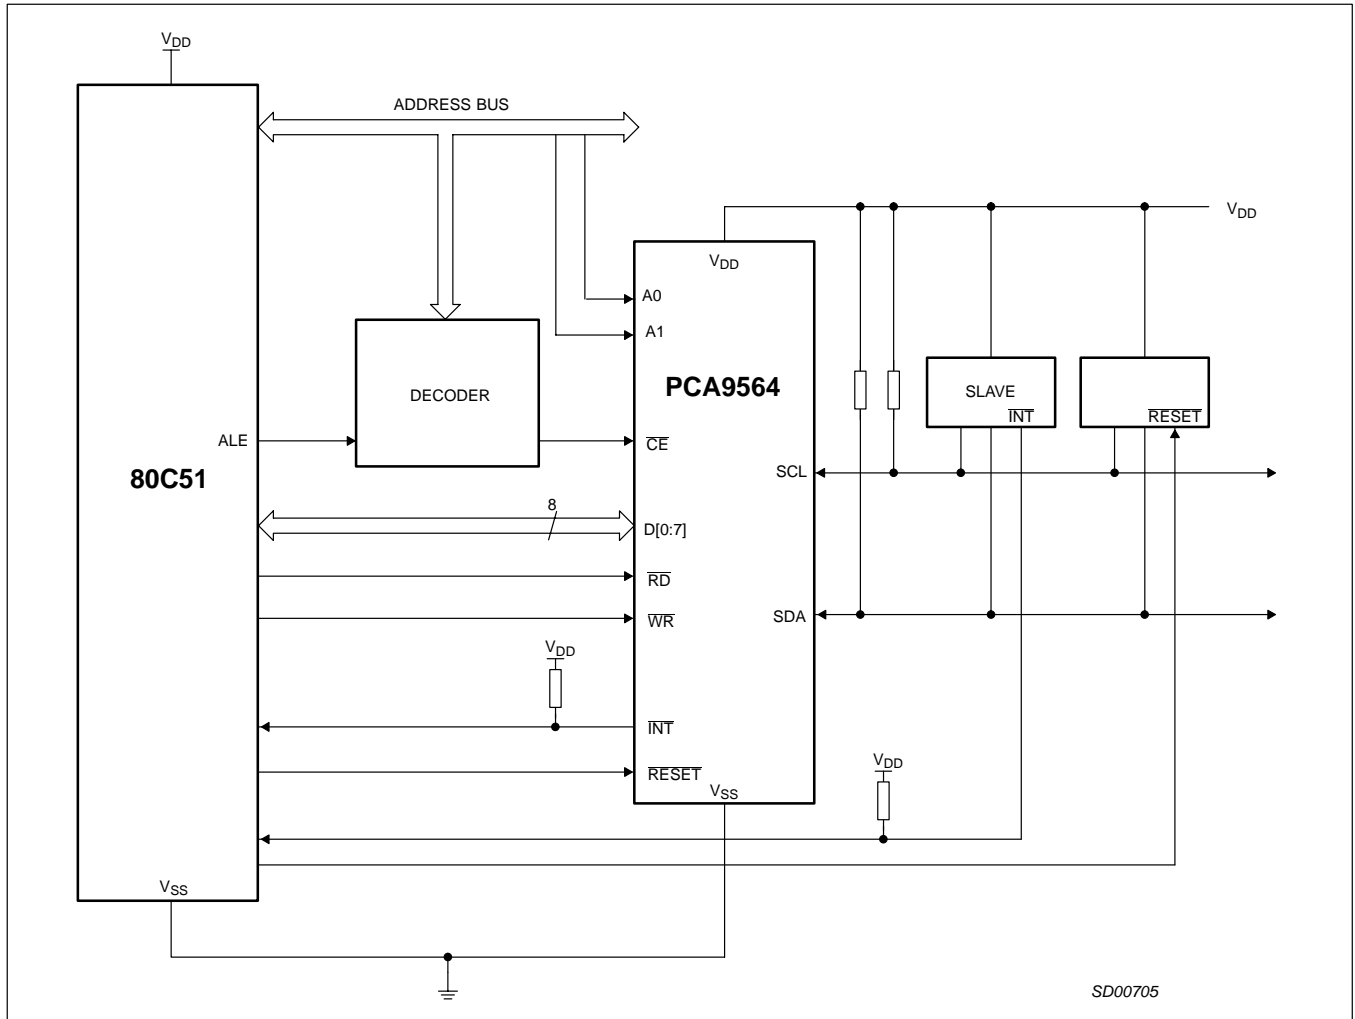 VDD
ADDRESS BUS
VDD
VDD
A0
A1
PCA9564
DECODER
SLAVE
INT
RESET
ALE
CE
80C51
SCL
8
D[0:7]
RD
WR
SDA
VDD
INT
VDD
RESET
VSS
VSS
SD00705